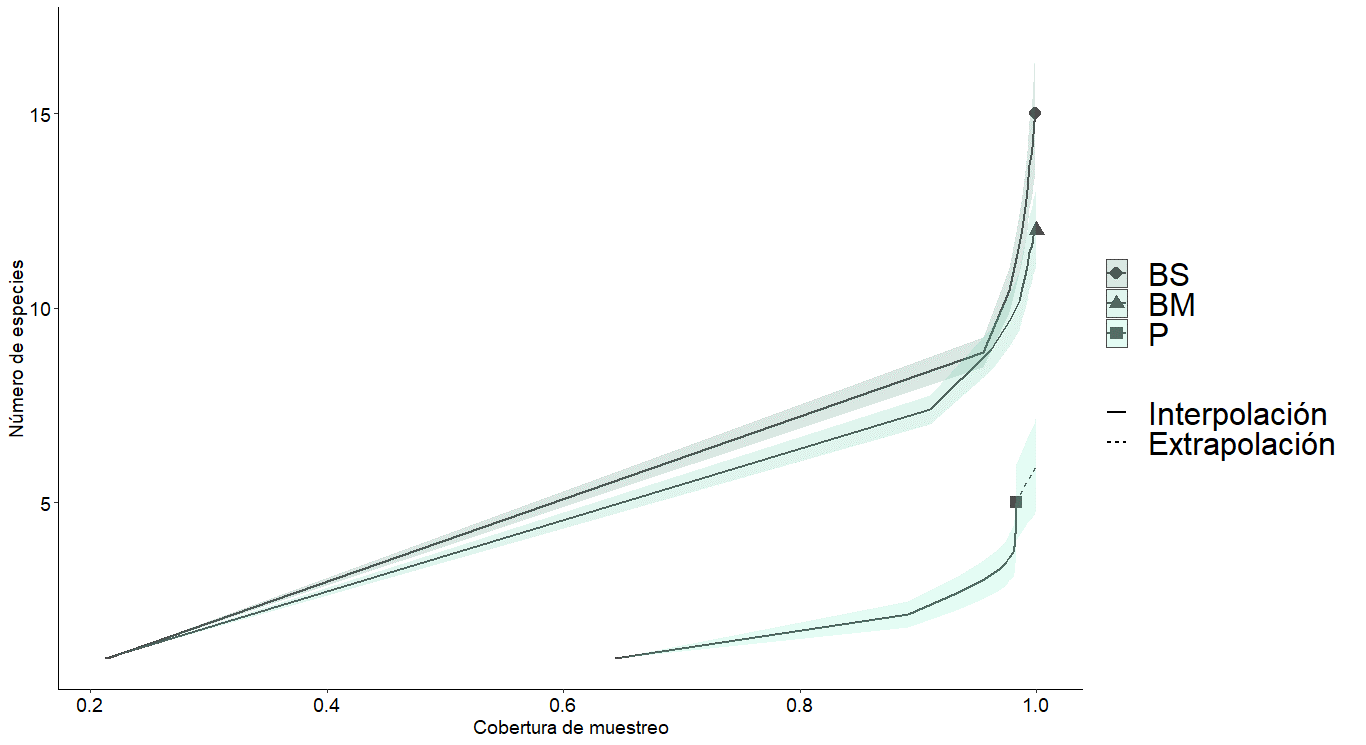 Número de especies
15
10
5
0.2 0.4 0.6 0.8 1.0
Cobertura de muestreo
BS
BM
P
Interpolación
Extrapolación